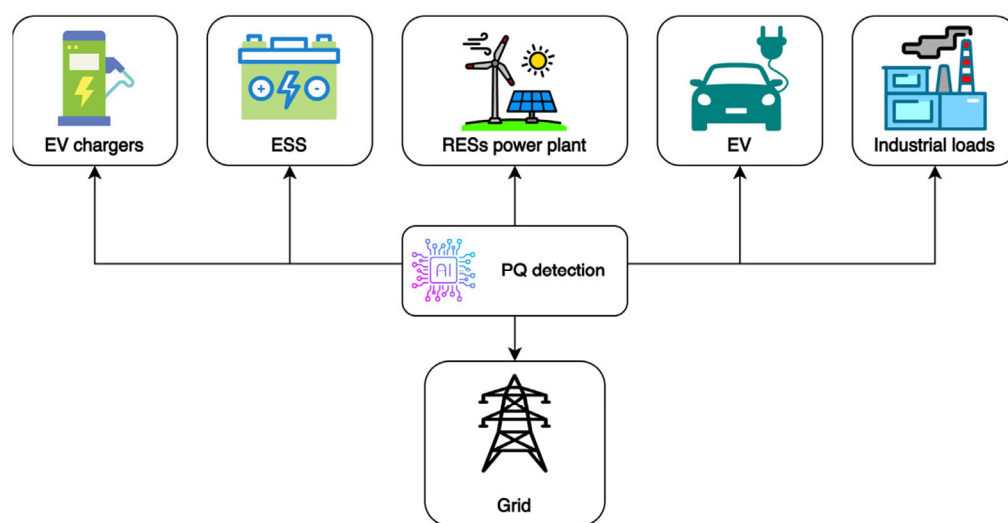 EV chargers
ESS
RESs power plant
EV
Industrial loads
AI
PQ detection
Grid